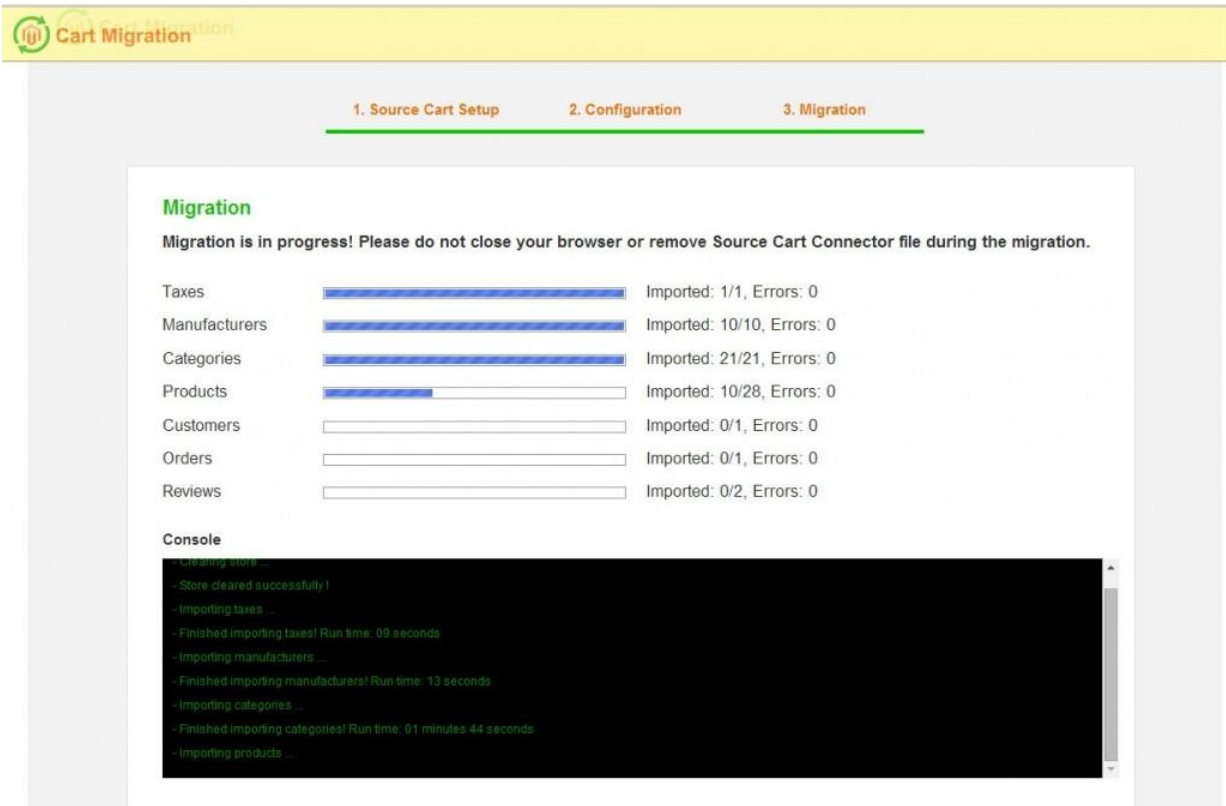 Cart Migration
Cart Migration
1. Source Cart Setup 2. Configuration 3. Migration
Migration
Migration is in progress! Please do not close your browser or remove Source Cart Connector file during the migration.
Taxes Imported: 1/1, Errors: 0
Manufacturers Imported: 10/10, Errors: 0
Categories Imported: 21/21, Errors: 0
Products Imported: 10/28, Errors: 0
Customers Imported: 0/1, Errors: 0
Orders Imported: 0/1, Errors: 0
Reviews Imported: 0/2, Errors: 0
Console
- Clearing store ...
- Store cleared successfully !
- Importing taxes ...
- Finished importing taxes! Run time: 09 seconds
- Importing manufacturers ...
- Finished importing manufacturers! Run time: 13 seconds
- Importing categories ...
- Finished importing categories! Run time: 01 minutes 44 seconds
- Importing products ...